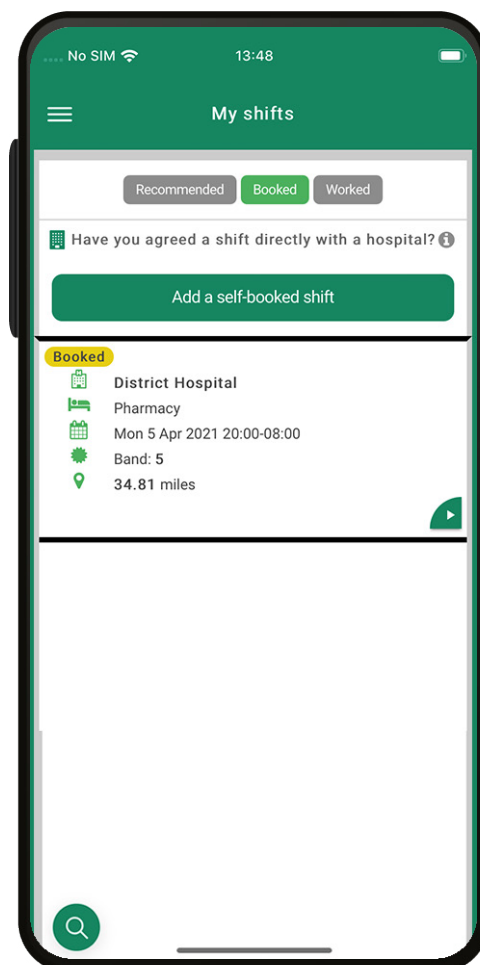 No SIM 13:48
My shifts
Recommended Booked Worked
Have you agreed a shift directly with a hospital?
Add a self-booked shift
Booked
District Hospital
Pharmacy
Mon 5 Apr 2021 20:00-08:00
Band: 5
34.81 miles